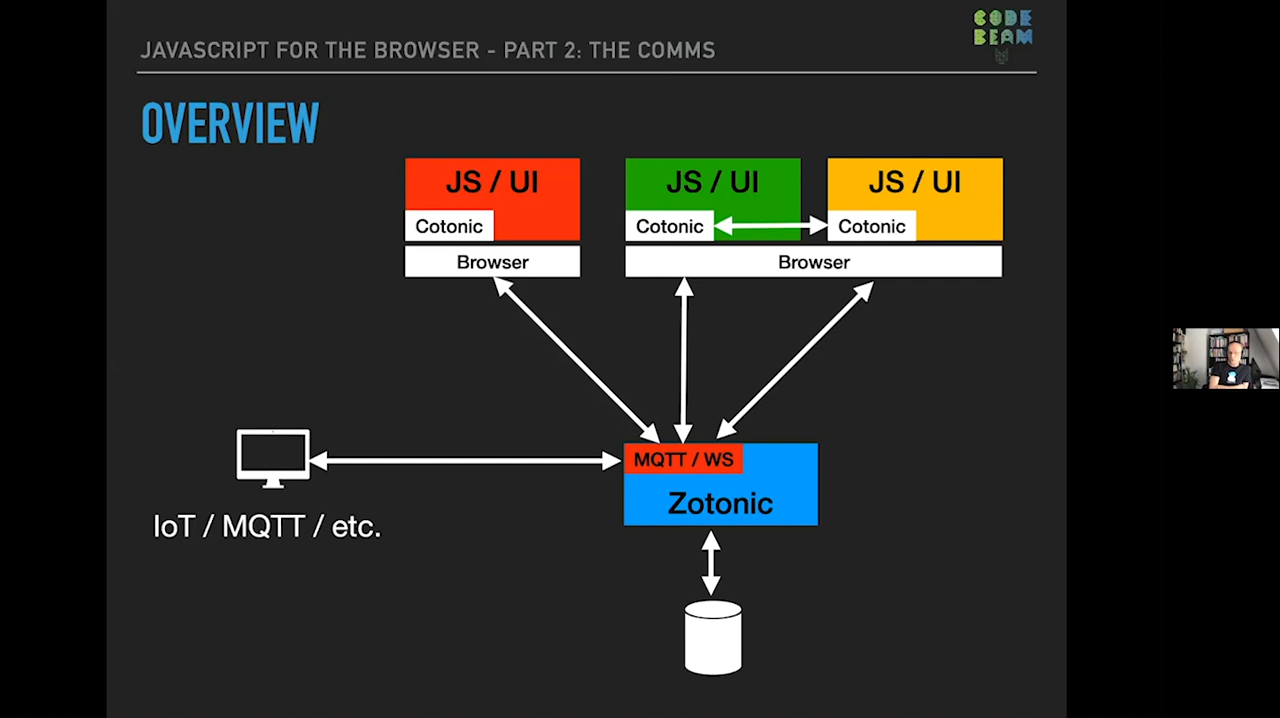 CODE
BEAM
JAVASCRIPT FOR THE BROWSER - PART 2: THE COMMS
OVERVIEW
JS / UI
JS / UI
JS / UI
Cotonic
Cotonic
Cotonic
Browser
Browser
MQTT / WS
Zotonic
IoT / MQTT / etc.